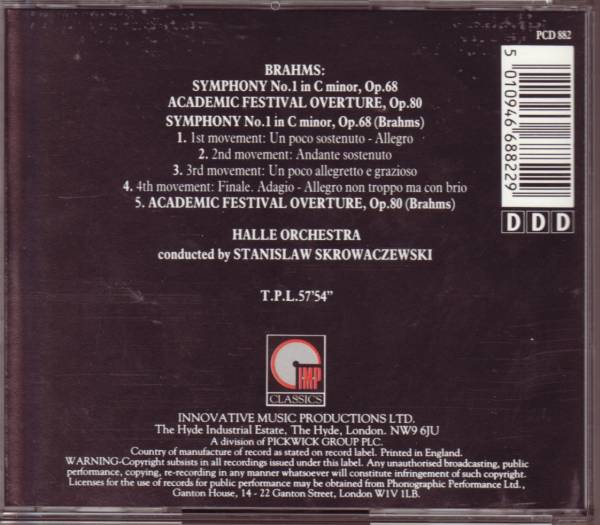 PCD 882
BRAHMS:
SYMPHONY No.1 in C minor, Op.68
ACADEMIC FESTIVAL OVERTURE, Op.80
SYMPHONY No.1 in C minor, Op.68 (Brahms)
1. 1st movement: Un poco sostenuto - Allegro
2. 2nd movement: Andante sostenuto
3. 3rd movement: Un poco allegretto e grazioso
4. 4th movement: Finale. Adagio - Allegro non troppo ma con brio
5. ACADEMIC FESTIVAL OVERTURE, Op.80 (Brahms)
5 010946 688229
DDD
HALLE ORCHESTRA
conducted by STANISLAW SKROWACZEWSKI
T.P.L.57'54"
IMP
CLASSICS
INNOVATIVE MUSIC PRODUCTIONS LTD.
The Hyde Industrial Estate, The Hyde, London. NW9 6JU
A division of PICKWICK GROUP PLC.
Country of manufacture of record as stated on record label. Printed in England.
WARNING-Copyright subsists in all recordings issued under this label. Any unauthorised broadcasting, public
performance, copying, re-recording in any manner whatsoever will constitute infringement of such copyright.
Licenses for the use of records for public performance may be obtained from Phonographic Performance Ltd.,
Ganton House, 14 - 22 Ganton Street, London W1V 1LB.